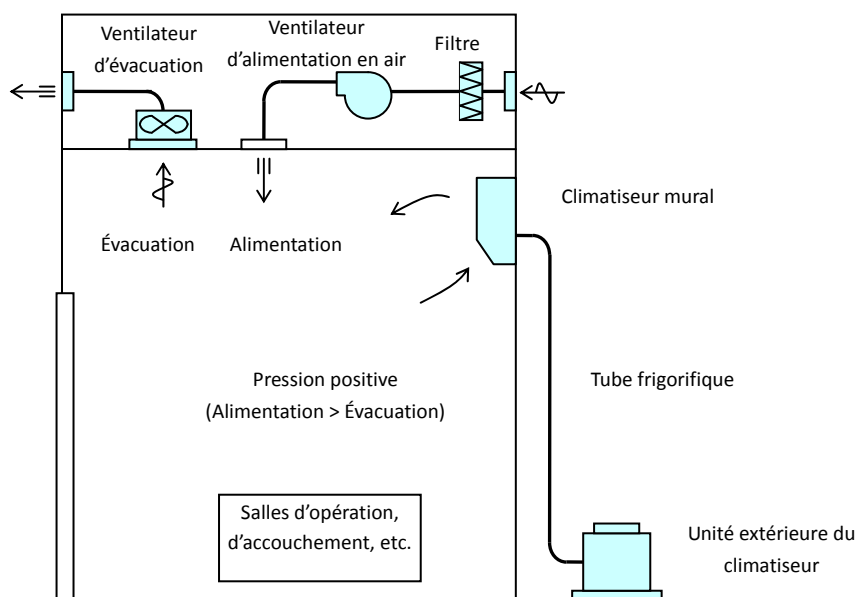 Ventilateur
d'évacuation
Ventilateur
d'alimentation en air
Filtre
Climatiseur mural
Évacuation
Alimentation
Pression positive
(Alimentation > Évacuation)
Tube frigorifique
Salles d'opération,
d'accouchement, etc.
Unité extérieure du
climatiseur